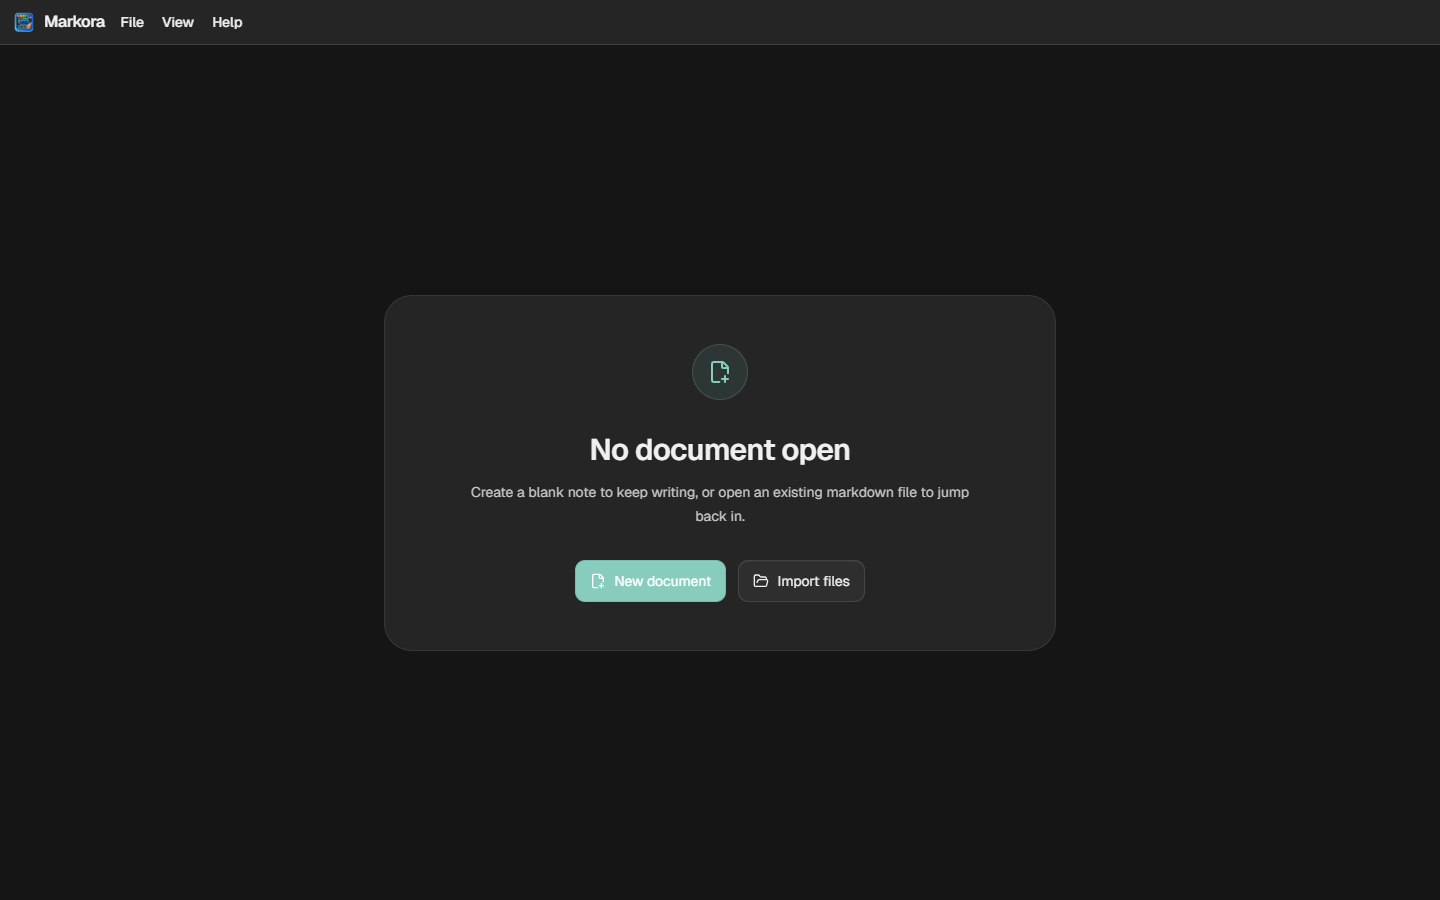 Markora File View Help
No document open
Create a blank note to keep writing, or open an existing markdown file to jump
back in.
New document Import files